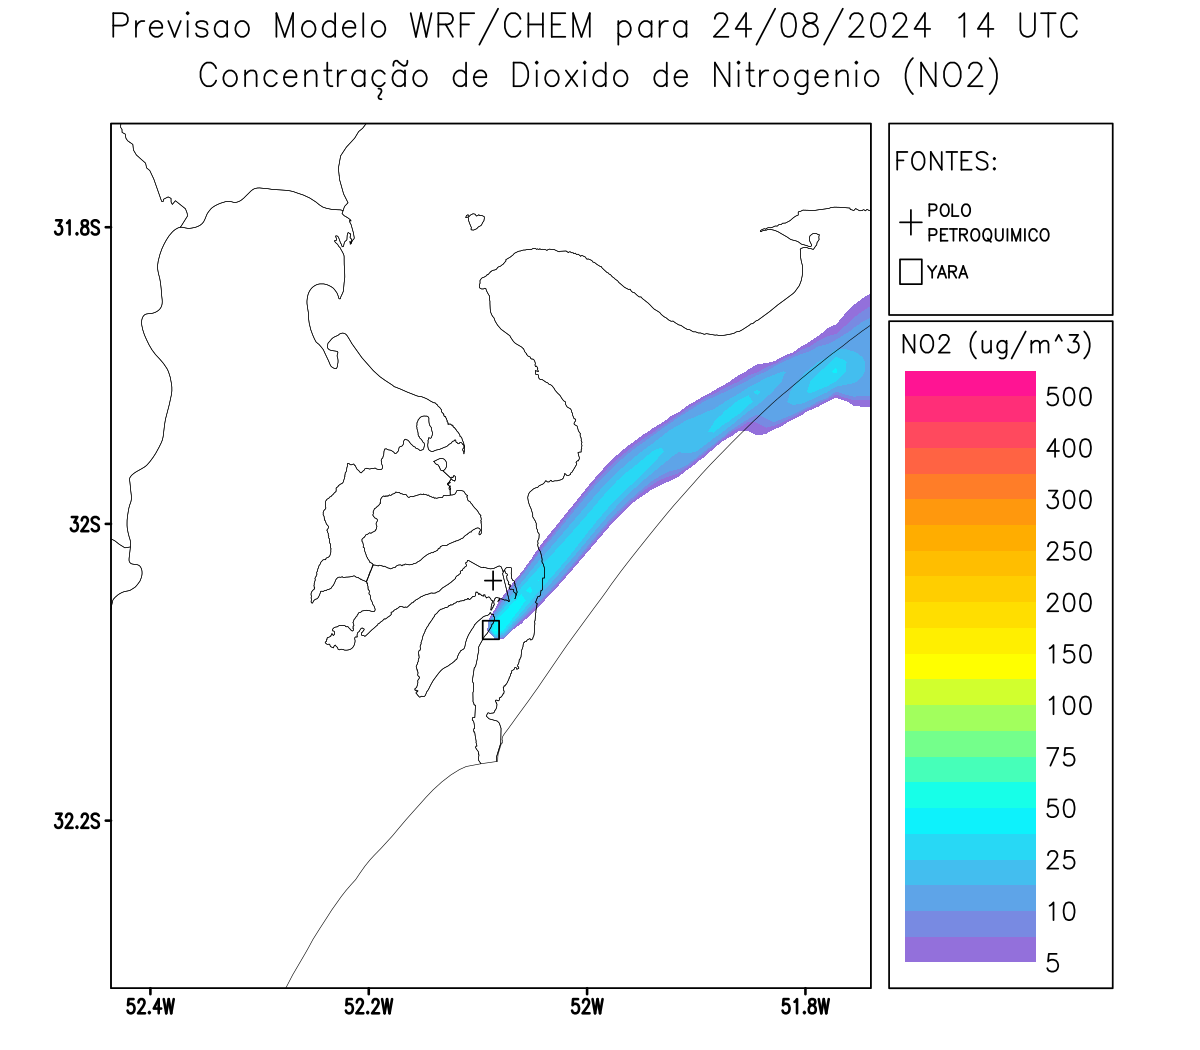 Previsao Modelo WRF/CHEM para 24/08/2024 14 UTC
Concentração de Dioxido de Nitrogenio (NO2)
FONTES:
POLO
PETROQUIMICO
YARA
31.8S
32S
32.2S
52.4W
52.2W
52W
51.8W
NO2 (ug/m^3)
500
400
300
250
200
150
100
75
50
25
10
5